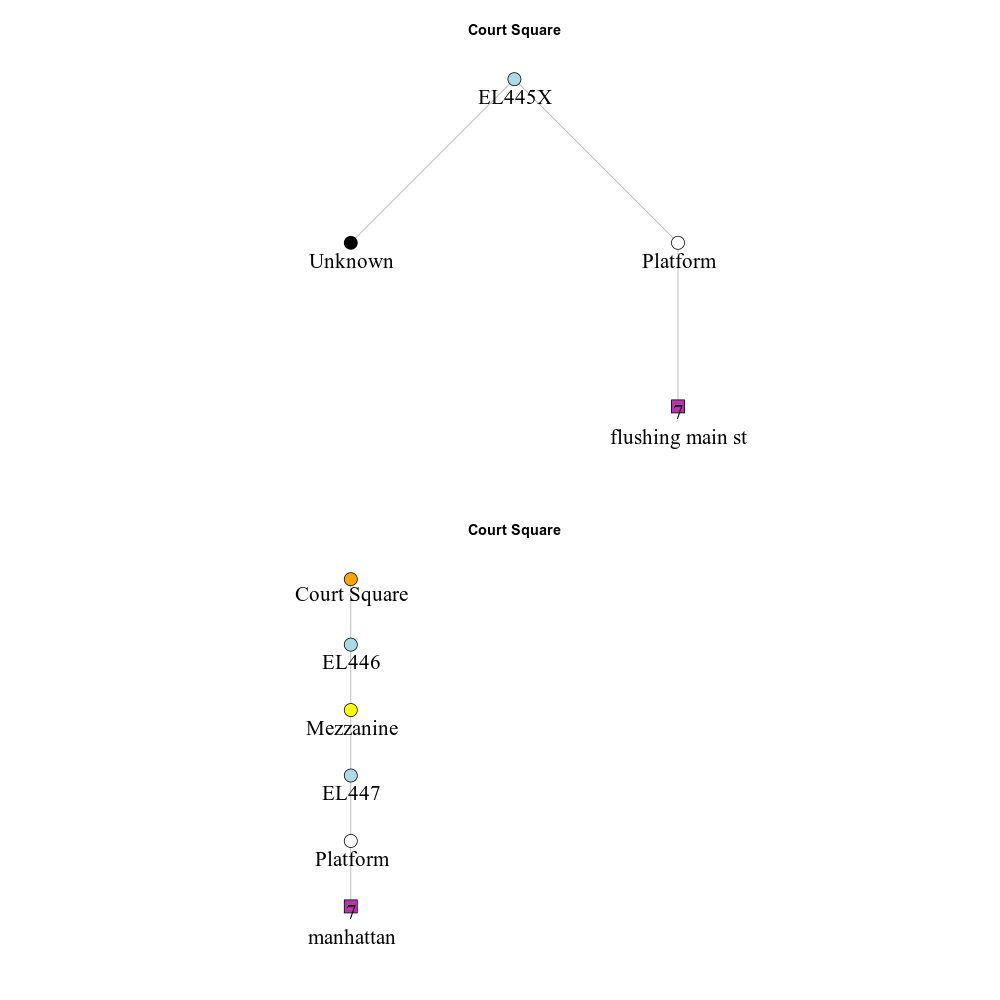 Court Square
EL445X
Unknown
Platform
7
flushing main st
Court Square
Court Square
EL446
Mezzanine
EL447
Platform
7
manhattan